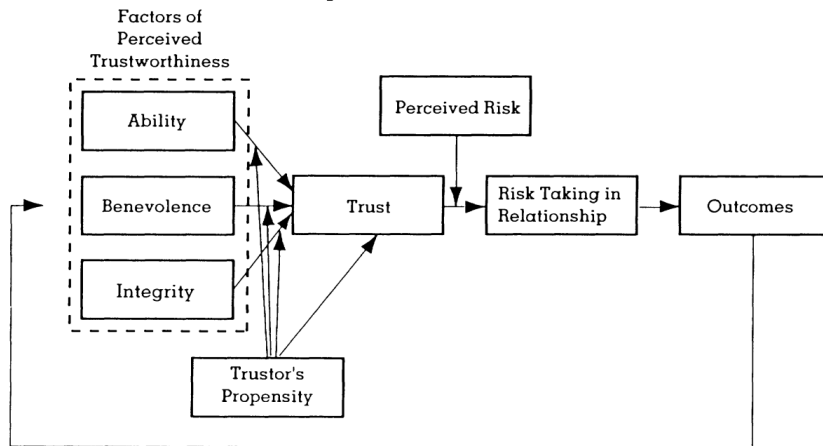 Factors of
Perceived
Trustworthiness
Ability
Benevolence
Integrity
Trustor's
Propensity
Trust
Perceived Risk
Risk Taking in
Relationship
Outcomes